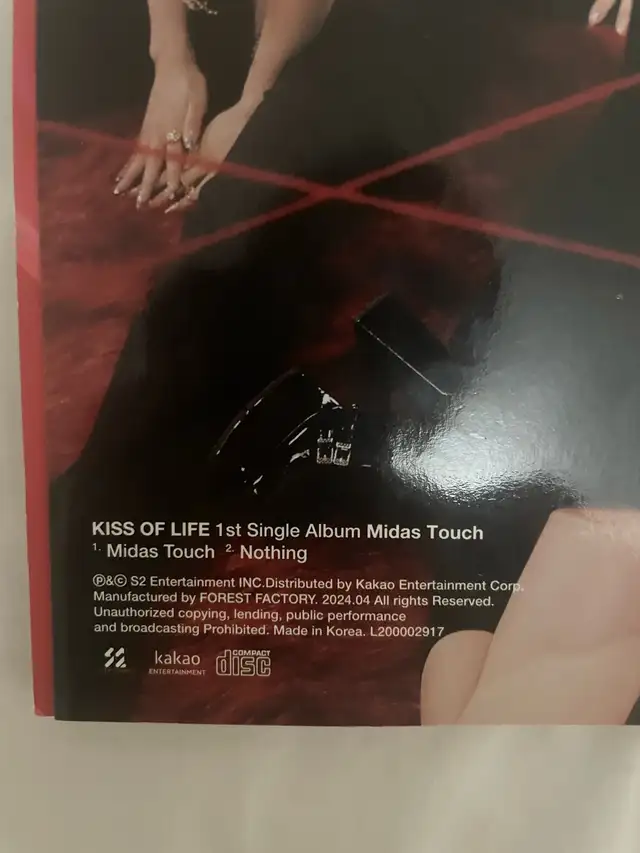 KISS OF LIFE 1st Single Album Midas Touch
1. Midas Touch 2. Nothing
Ⓟ&© S2 Entertainment INC.Distributed by Kakao Entertainment Corp.
Manufactured by FOREST FACTORY. 2024.04 All rights Reserved.
Unauthorized copying, lending, public performance
and broadcasting Prohibited. Made in Korea. L200002917
kakao
ENTERTAINMENT
COMPACT
disc